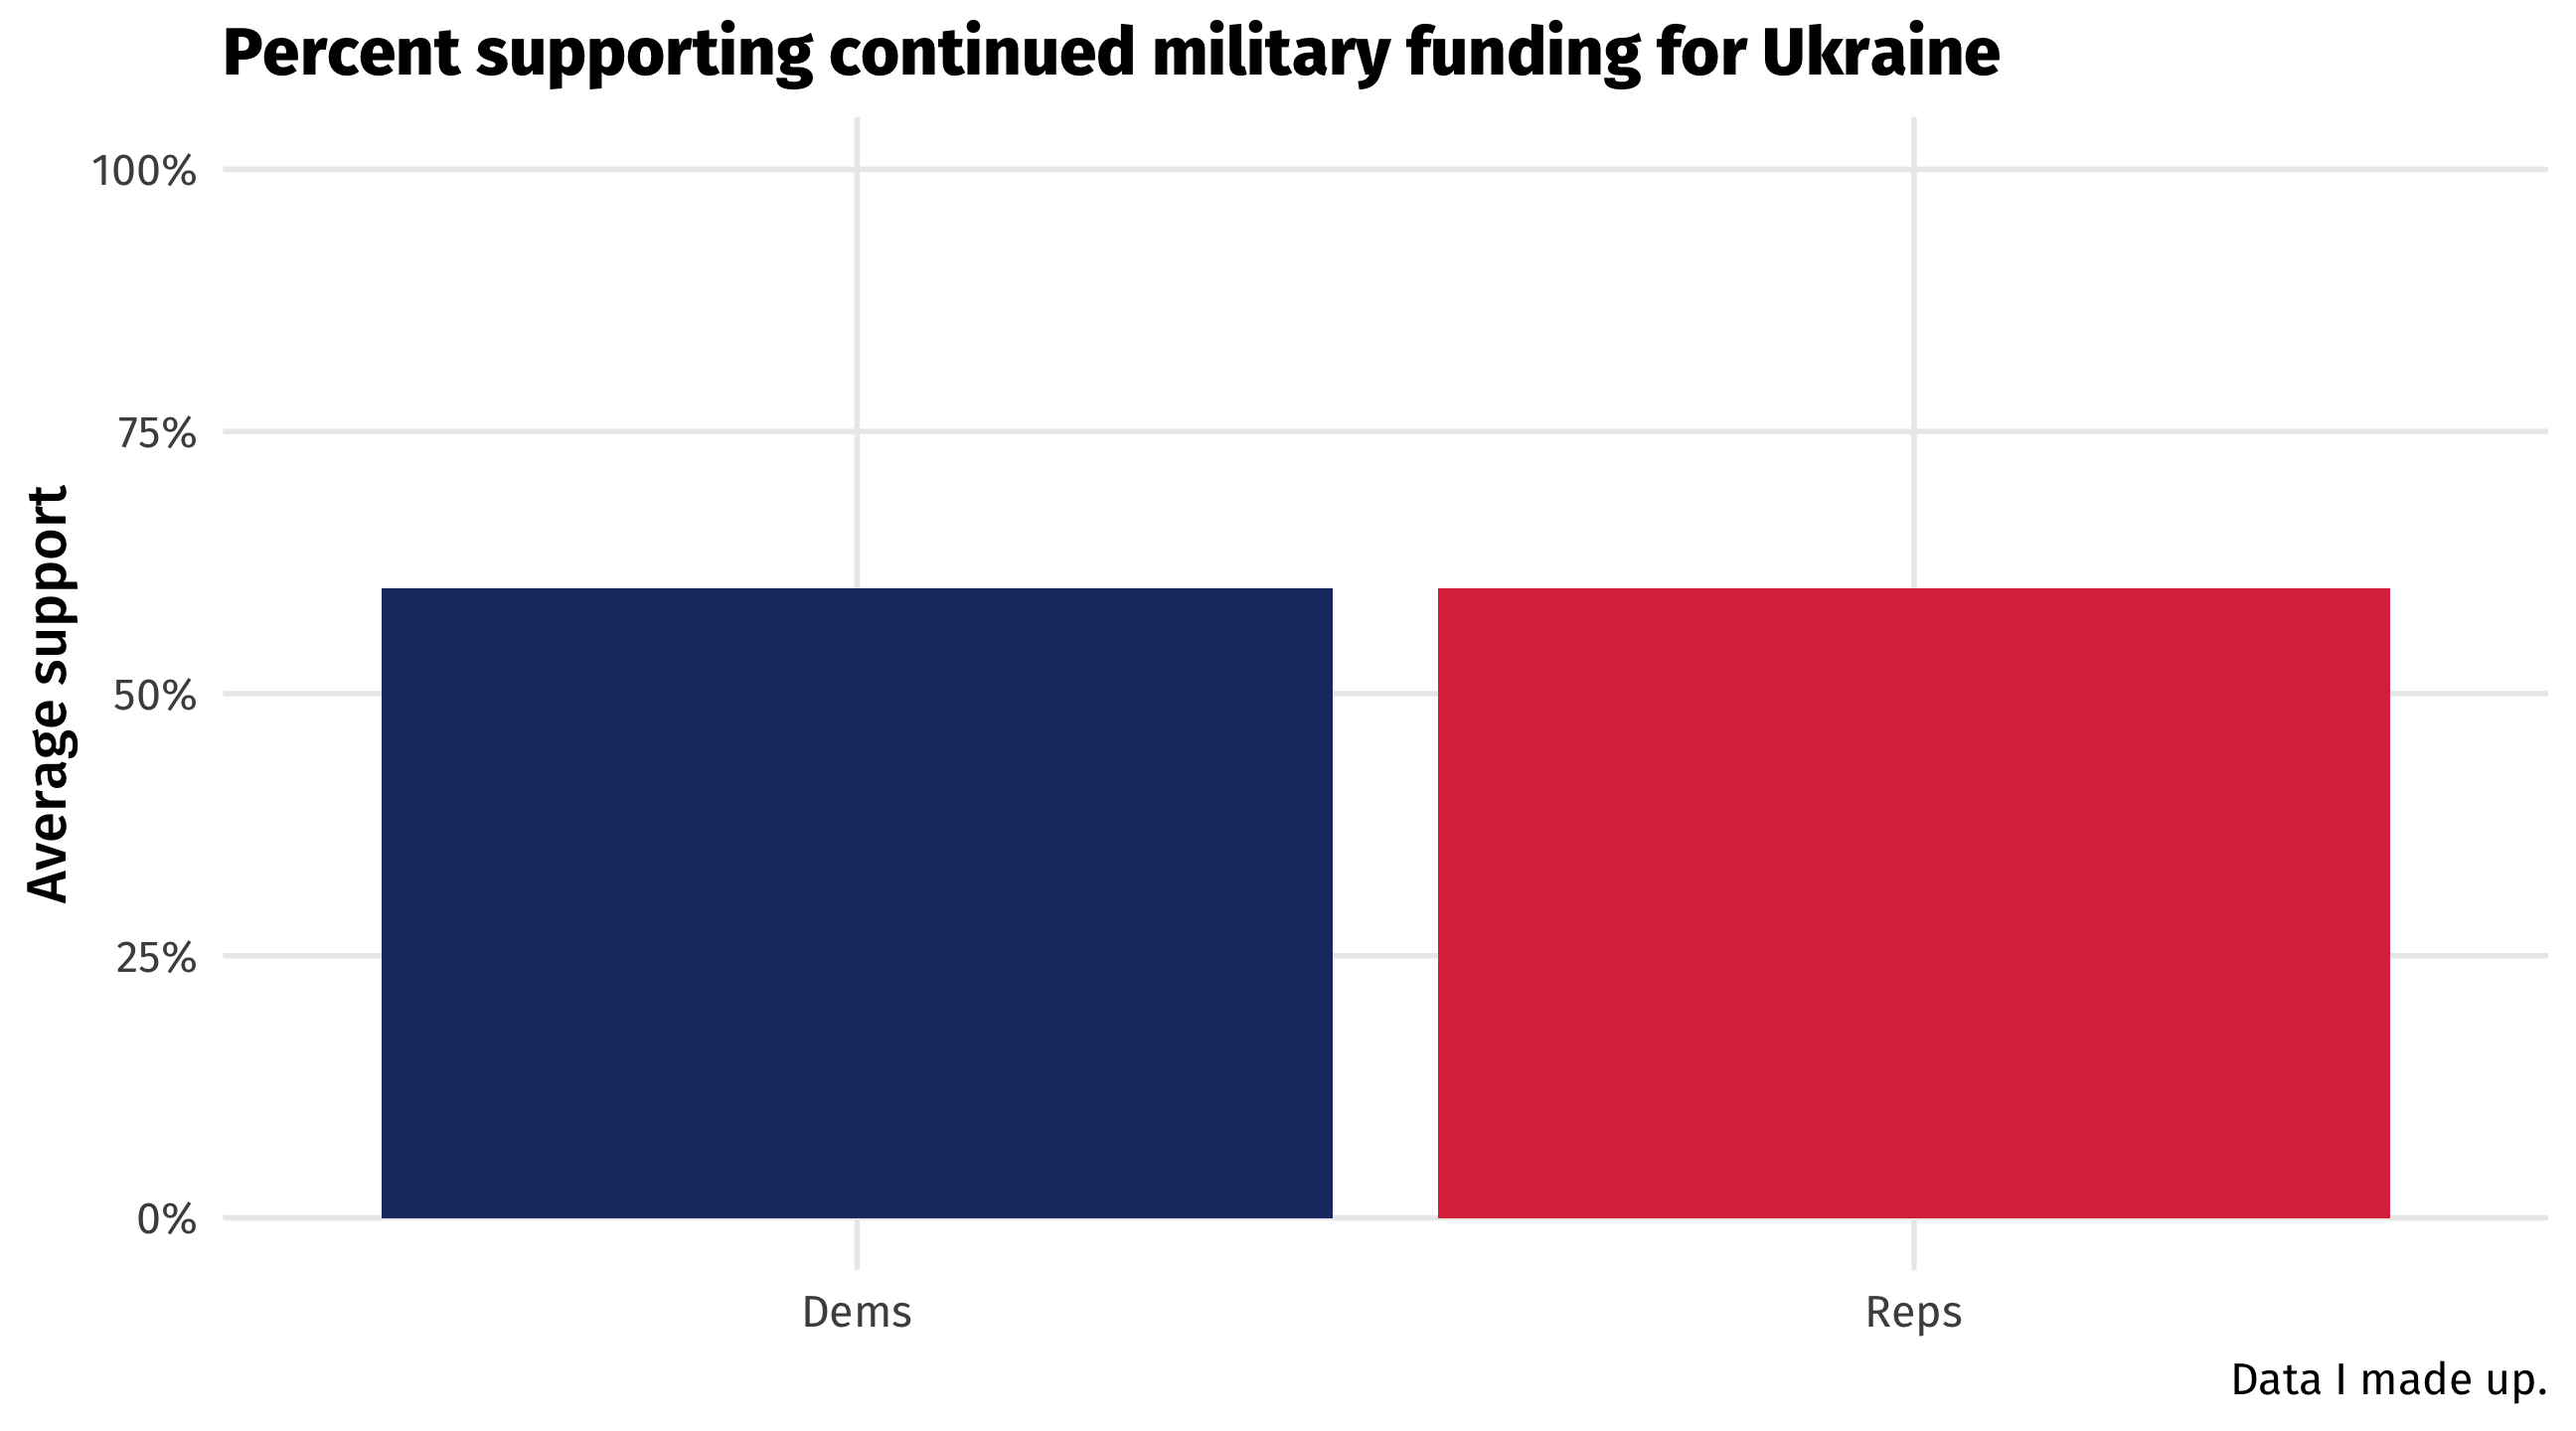 Percent supporting continued military funding for Ukraine
100%
75%
50%
25%
0%
Average support
Dems
Reps
Data I made up.